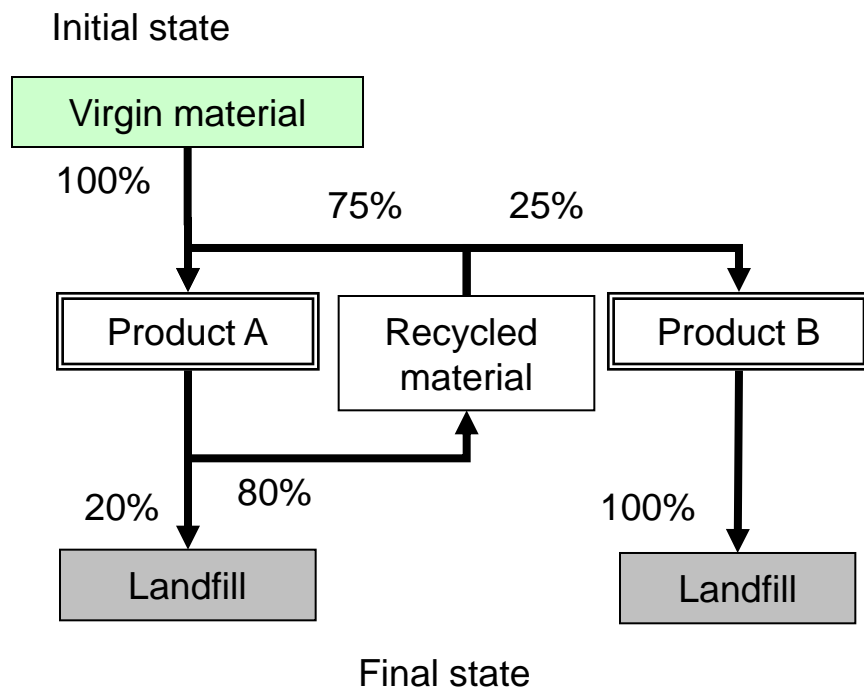 Initial state
Virgin material
100%
75%
25%
Product A
Recycled
material
Product B
20%
80%
100%
Landfill
Landfill
Final state